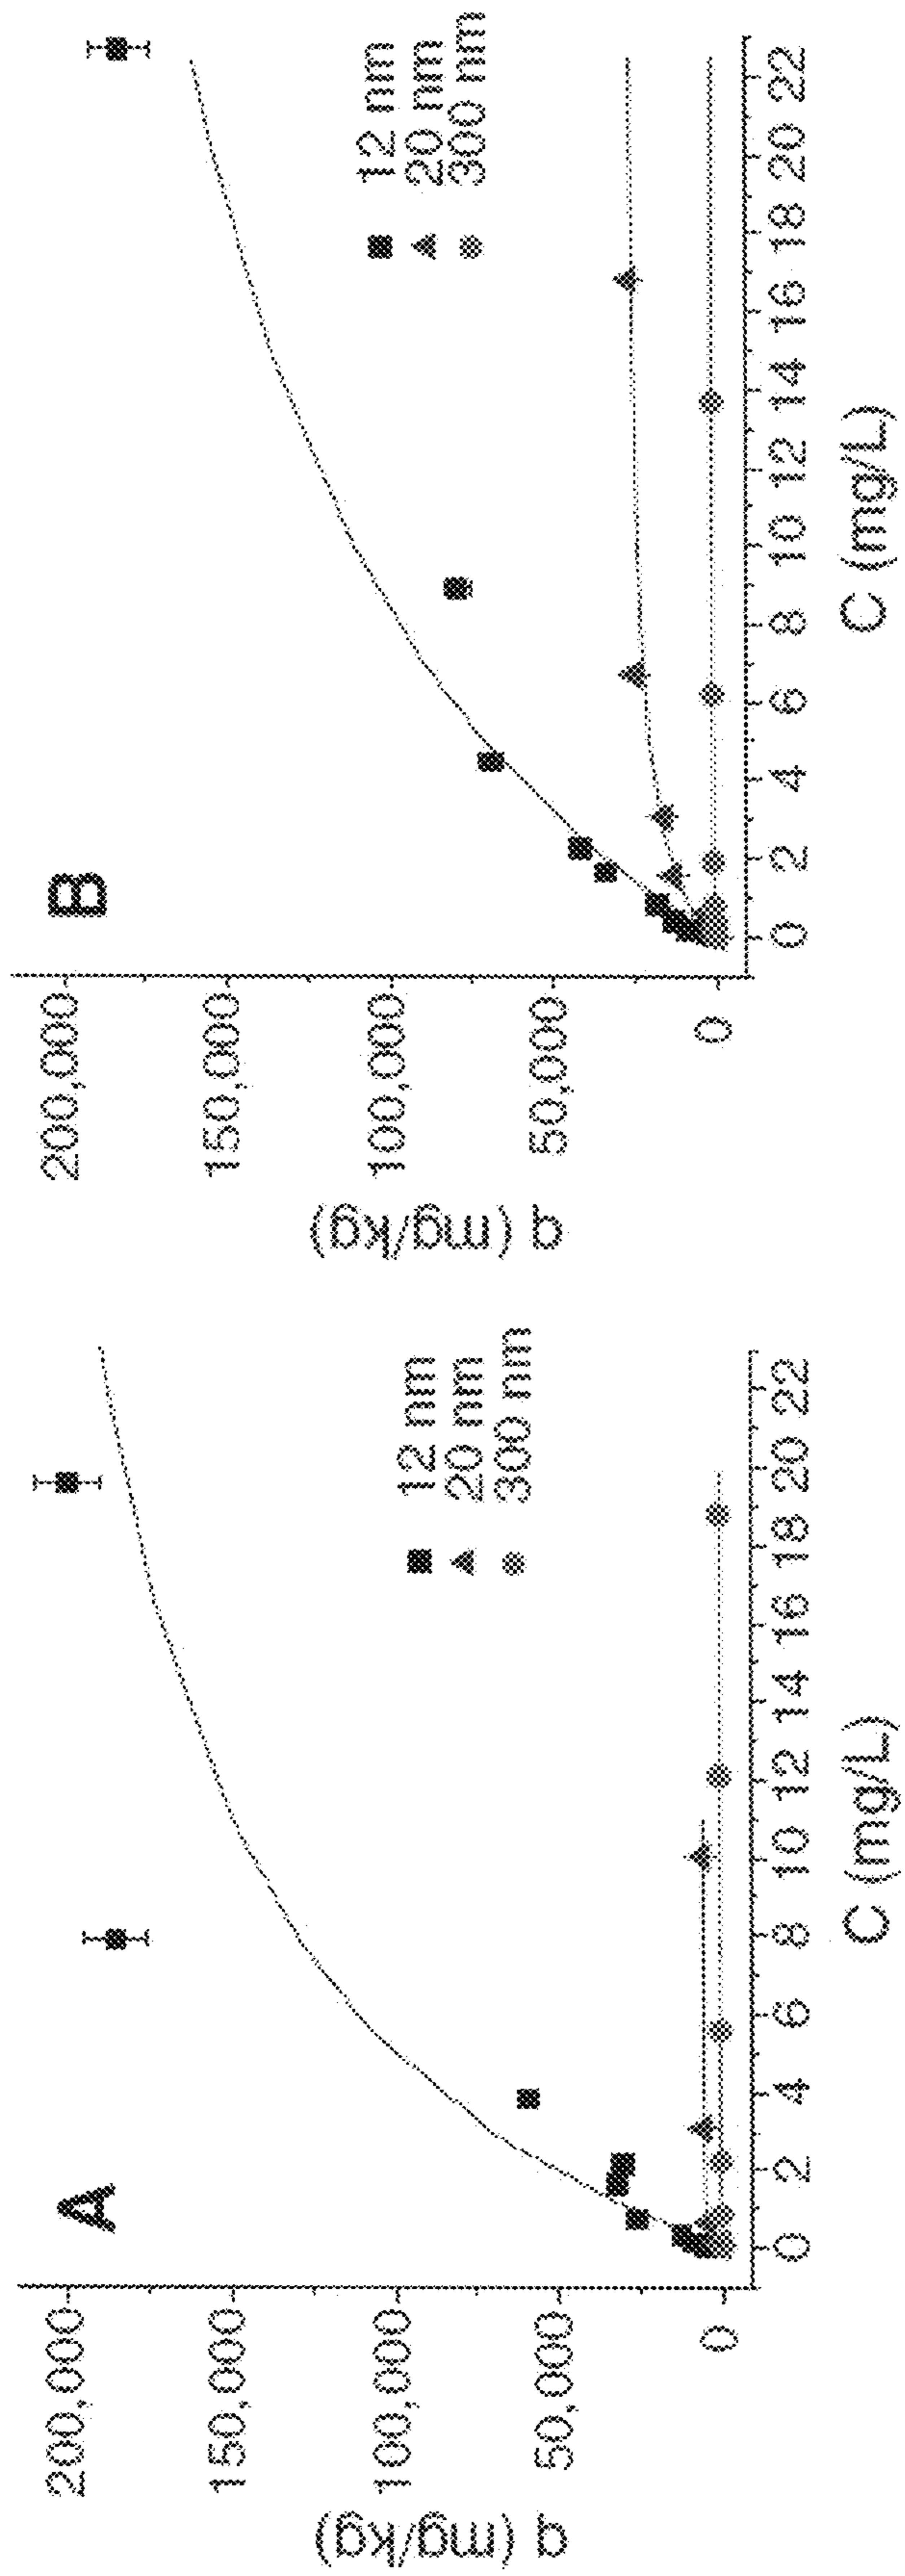 A
q (mg/kg)
200,000
150,000
100,000
50,000
0
12 nm
20 nm
300 nm
0 2 4 6 8 10 12 14 16 18 20 22
C (mg/L)
B
q (mg/kg)
200,000
150,000
100,000
50,000
0
12 nm
20 nm
300 nm
0 2 4 6 8 10 12 14 16 18 20 22
C (mg/L)